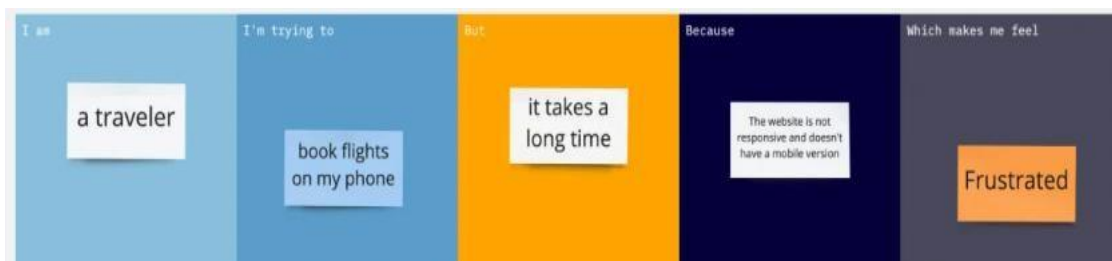 I am
a traveler
I'm trying to
book flights
on my phone
But
it takes a
long time
Because
The website is not
responsive and doesn't
have a mobile version
Which makes me feel
Frustrated